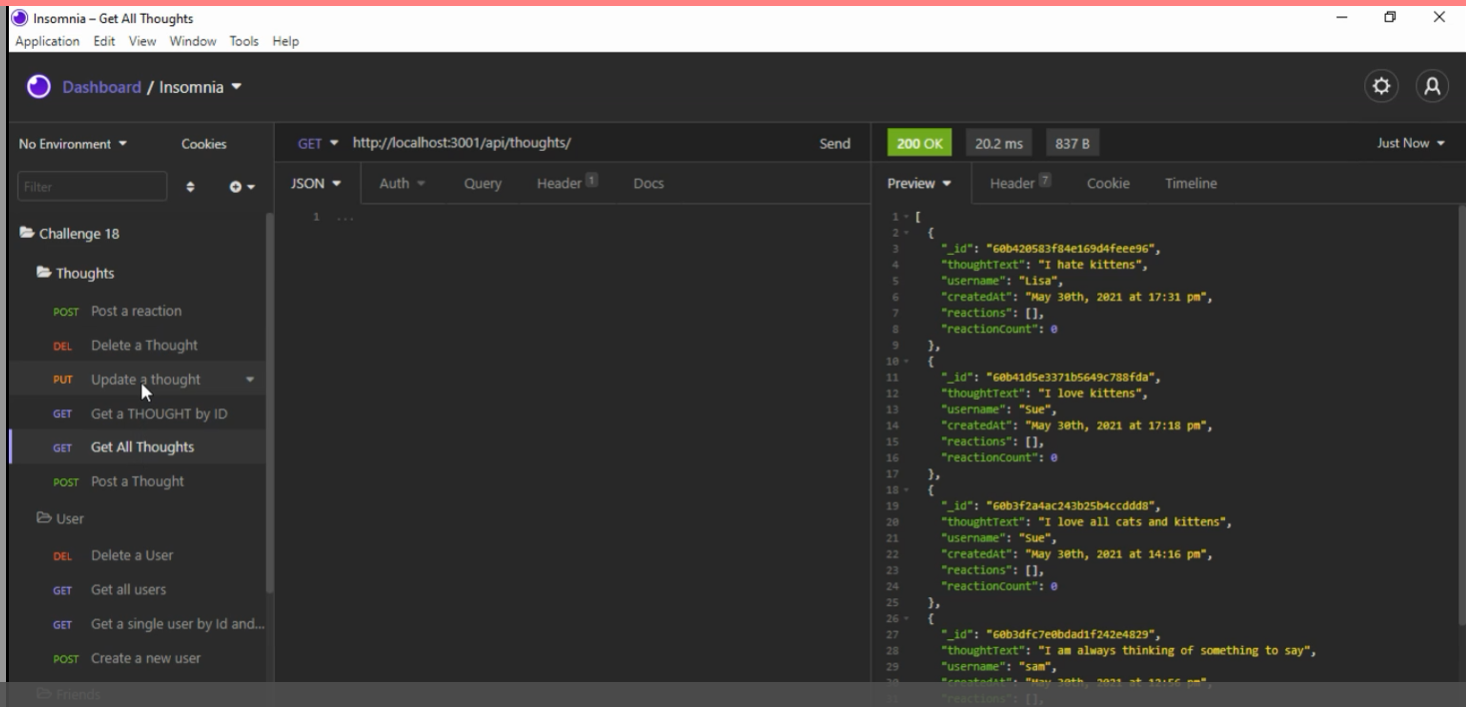 Insomnia – Get All Thoughts
Application Edit View Window Tools Help
Dashboard / Insomnia
No Environment
Cookies
Filter
Challenge 18
Thoughts
POST Post a reaction
DEL Delete a Thought
PUT Update a thought
GET Get a THOUGHT by ID
GET Get All Thoughts
POST Post a Thought
User
DEL Delete a User
GET Get all users
GET Get a single user by Id and...
POST Create a new user
Friends
GET http://localhost:3001/api/thoughts/ Send
JSON Auth Query Header 1 Docs
1 ...
200 OK 20.2 ms 837 B Just Now
Preview Header 7 Cookie Timeline
1 [
2 {
3 "_id": "60b420583f84e169d4feee96",
4 "thoughtText": "I hate kittens",
5 "username": "Lisa",
6 "createdAt": "May 30th, 2021 at 17:31 pm",
7 "reactions": [],
8 "reactionCount": 0
9 },
10 {
11 "_id": "60b41d5e3371b5649c788fda",
12 "thoughtText": "I love kittens",
13 "username": "Sue",
14 "createdAt": "May 30th, 2021 at 17:18 pm",
15 "reactions": [],
16 "reactionCount": 0
17 },
18 {
19 "_id": "60b3f2a4ac243b25b4ccddd8",
20 "thoughtText": "I love all cats and kittens",
21 "username": "Sue",
22 "createdAt": "May 30th, 2021 at 14:16 pm",
23 "reactions": [],
24 "reactionCount": 0
25 },
26 {
27 "_id": "60b3dfc7e0bdad1f242e4829",
28 "thoughtText": "I am always thinking of something to say",
29 "username": "sam",
30 "createdAt": "May 30th, 2021 at 12:56 pm",
31 "reactions": [],